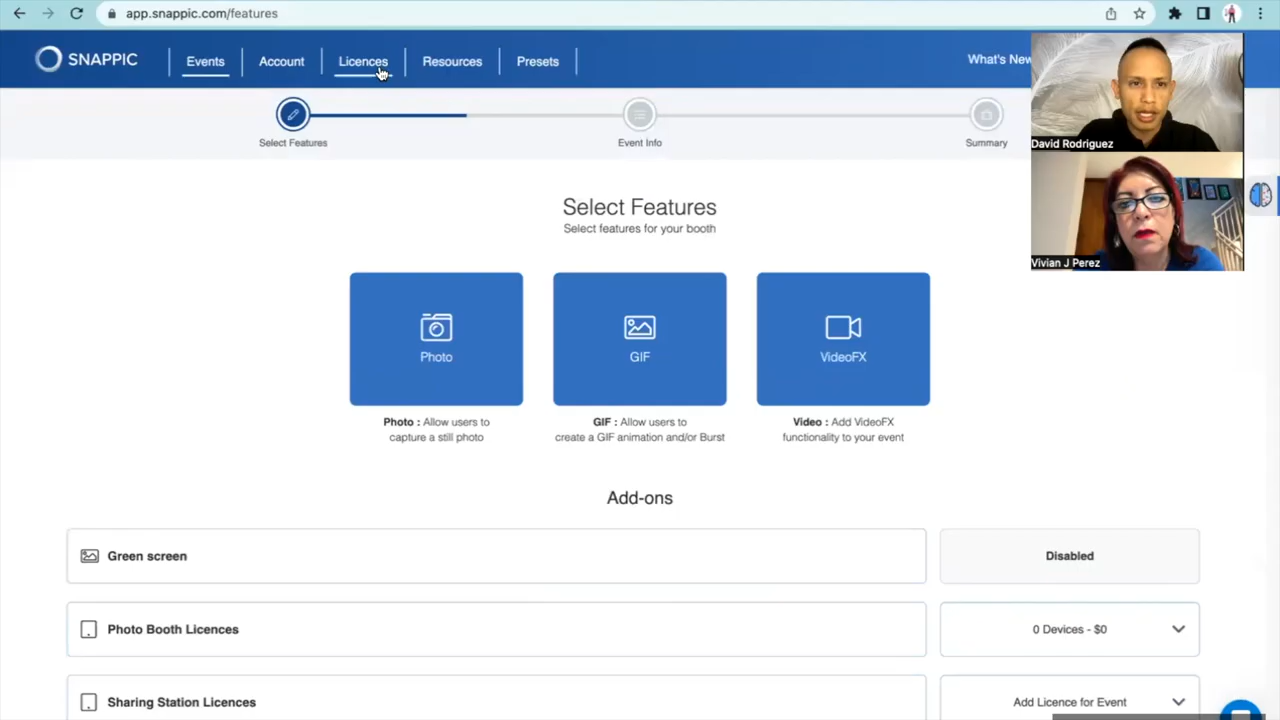 app.snappic.com/features
SNAPPIC
Events
Account
Licences
Resources
Presets
What's New
Select Features
Event Info
Summary
David Rodriguez
Vivian J Perez
Select Features
Select features for your booth
Photo
GIF
VideoFX
Photo : Allow users to
capture a still photo
GIF : Allow users to
create a GIF animation and/or Burst
Video : Add VideoFX
functionality to your event
Add-ons
Green screen
Disabled
Photo Booth Licences
0 Devices - $0
Sharing Station Licences
Add Licence for Event